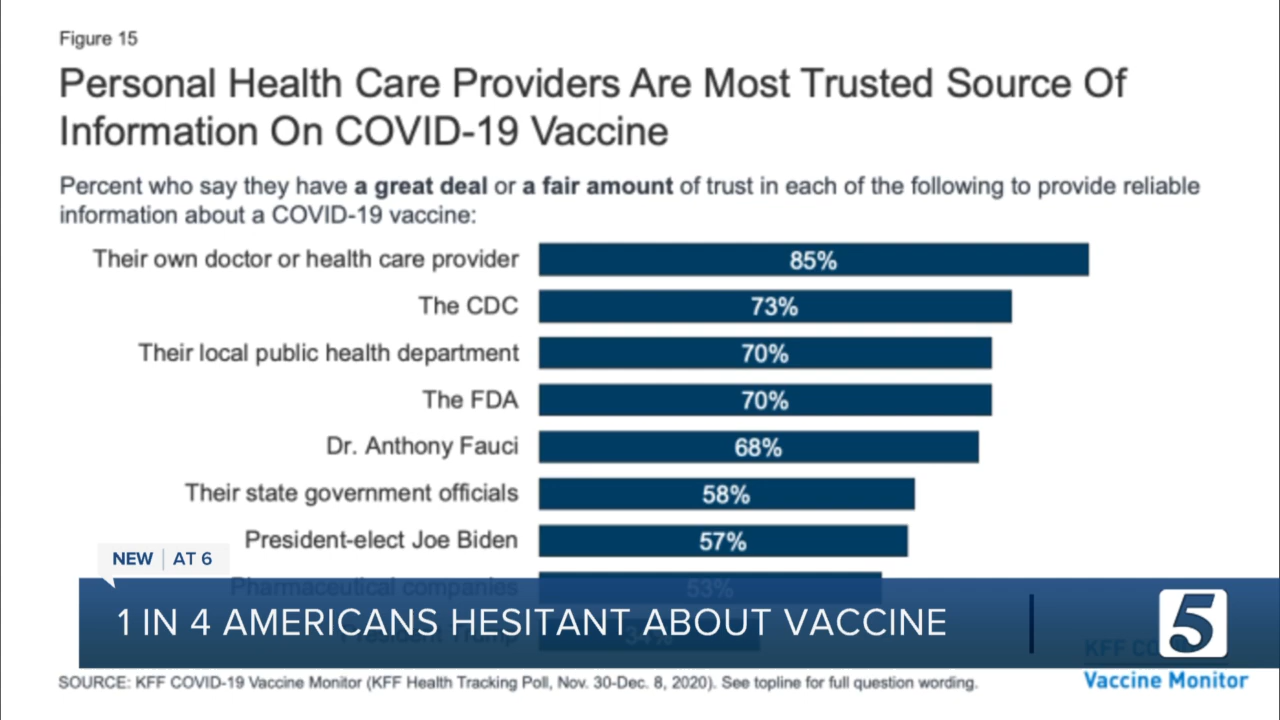 Figure 15
Personal Health Care Providers Are Most Trusted Source Of
Information On COVID-19 Vaccine
Percent who say they have a great deal or a fair amount of trust in each of the following to provide reliable
information about a COVID-19 vaccine:
Their own doctor or health care provider 85%
The CDC 73%
Their local public health department 70%
The FDA 70%
Dr. Anthony Fauci 68%
Their state government officials 58%
President-elect Joe Biden 57%
NEW AT 6
Pharmaceutical companies 53%
1 IN 4 AMERICANS HESITANT ABOUT VACCINE
5
KFF
Vaccine Monitor
SOURCE: KFF COVID-19 Vaccine Monitor (KFF Health Tracking Poll, Nov. 30-Dec. 8, 2020). See topline for full question wording.